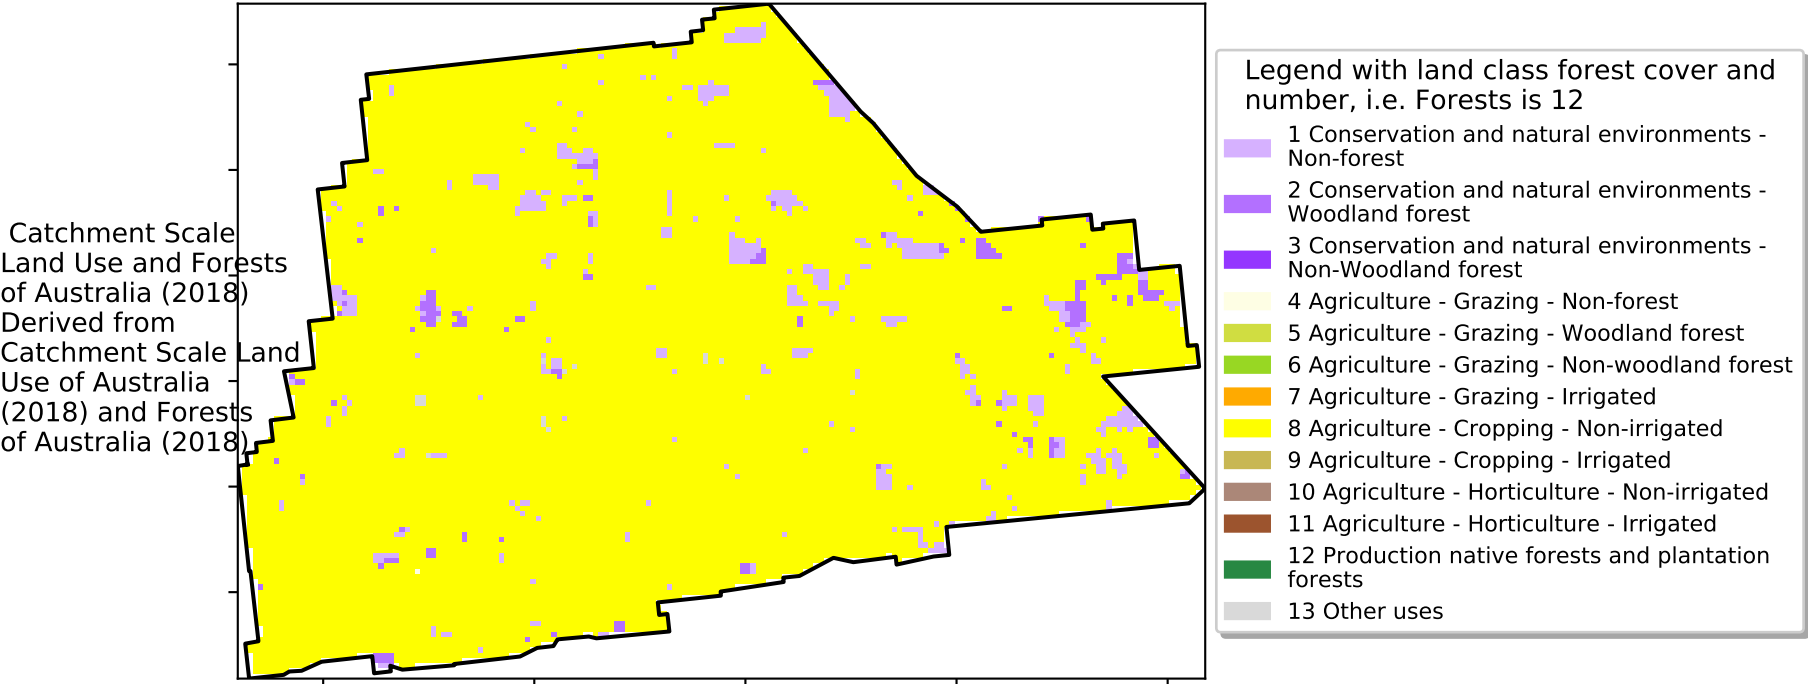 Catchment Scale
Land Use and Forests
of Australia (2018)
Derived from
Catchment Scale Land
Use of Australia
(2018) and Forests
of Australia (2018)
Legend with land class forest cover and
number, i.e. Forests is 12
1 Conservation and natural environments -
Non-forest
2 Conservation and natural environments -
Woodland forest
3 Conservation and natural environments -
Non-Woodland forest
4 Agriculture - Grazing - Non-forest
5 Agriculture - Grazing - Woodland forest
6 Agriculture - Grazing - Non-woodland forest
7 Agriculture - Grazing - Irrigated
8 Agriculture - Cropping - Non-irrigated
9 Agriculture - Cropping - Irrigated
10 Agriculture - Horticulture - Non-irrigated
11 Agriculture - Horticulture - Irrigated
12 Production native forests and plantation
forests
13 Other uses